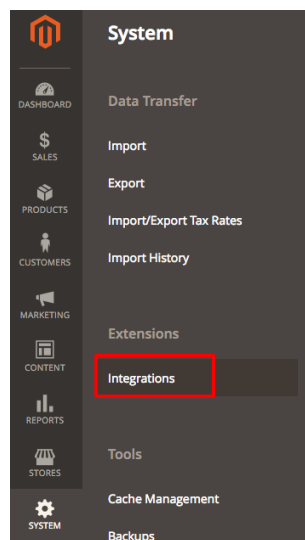 System
DASHBOARD
Data Transfer
$
SALES
Import
Export
PRODUCTS
Import/Export Tax Rates
CUSTOMERS
Import History
MARKETING
Extensions
CONTENT
Integrations
REPORTS
Tools
STORES
Cache Management
SYSTEM
Backups